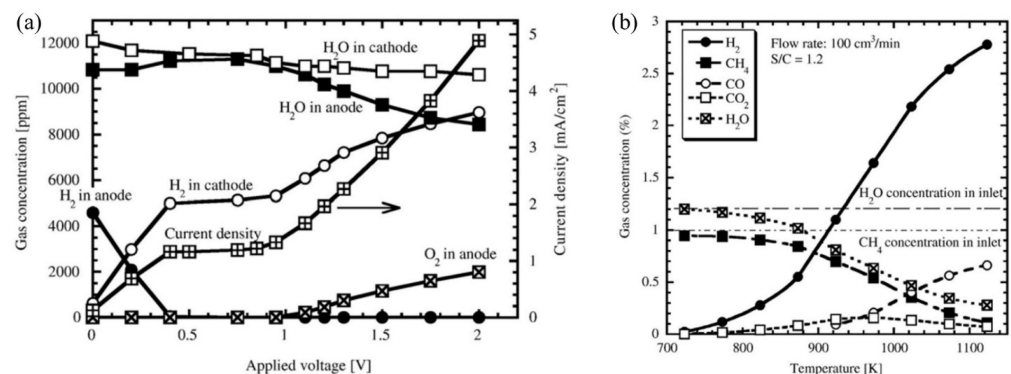 (a)
12000
10000
8000
6000
4000
2000
0
Gas concentration [ppm]
H2O in cathode
H2O in anode
H2 in anode
H2 in cathode
Current density
O2 in anode
5
4
3
2
1
0
Current density [mA/cm2]
0
0.5
1
1.5
2
Applied voltage [V]
(b)
3
2.5
2
1.5
1
0.5
0
Gas concentration (%)
H2
CH4
CO
CO2
H2O
Flow rate: 100 cm3/min
S/C = 1.2
H2O concentration in inlet
CH4 concentration in inlet
700
800
900
1000
1100
Temperature [K]